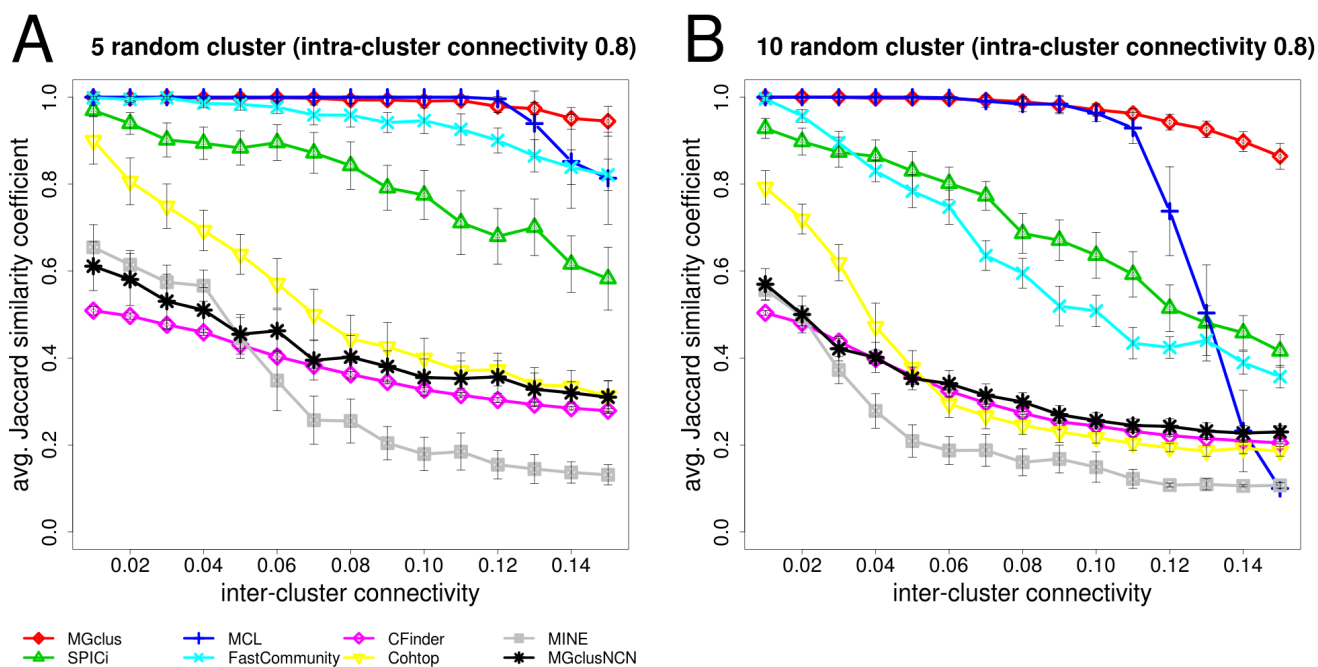 A
5 random cluster (intra-cluster connectivity 0.8)
avg. Jaccard similarity coefficient
1.0
0.8
0.6
0.4
0.2
0.0
0.02 0.04 0.06 0.08 0.10 0.12 0.14
inter-cluster connectivity
B
10 random cluster (intra-cluster connectivity 0.8)
avg. Jaccard similarity coefficient
1.0
0.8
0.6
0.4
0.2
0.0
0.02 0.04 0.06 0.08 0.10 0.12 0.14
inter-cluster connectivity
MGclus MCL CFinder MINE
SPICi FastCommunity Cohtop MGclusNCN